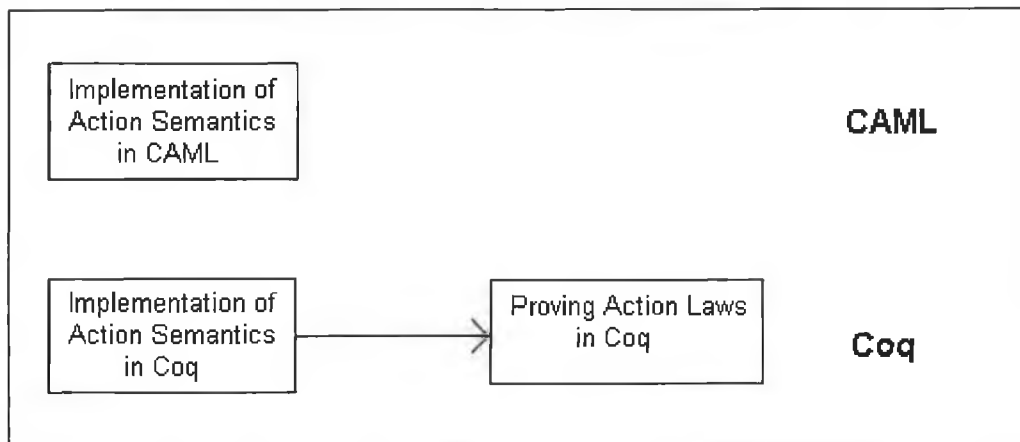 Implementation of
Action Semantics
in CAML
CAML
Implementation of
Action Semantics
in Coq
Proving Action Laws
in Coq
Coq